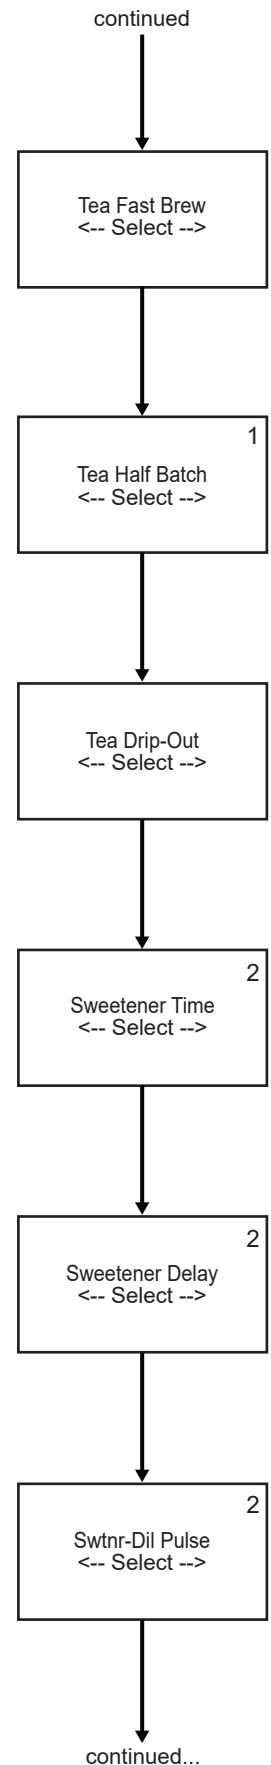 continued
Tea Fast Brew
<-- Select -->
1
Tea Half Batch
<-- Select -->
Tea Drip-Out
<-- Select -->
2
Sweetener Time
<-- Select -->
2
Sweetener Delay
<-- Select -->
2
Swtnr-Dil Pulse
<-- Select -->
continued...